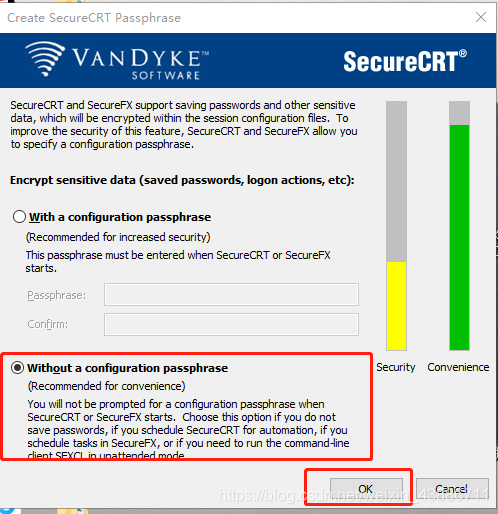 Create SecureCRT Passphrase
VANDYKE™
SOFTWARE
SecureCRT®
SecureCRT and SecureFX support saving passwords and other sensitive
data, which will be encrypted within the session configuration files. To
improve the security of this feature, SecureCRT and SecureFX allow you
to specify a configuration passphrase.
Encrypt sensitive data (saved passwords, logon actions, etc):
With a configuration passphrase
(Recommended for increased security)
This passphrase must be entered when SecureCRT or SecureFX
starts.
Passphrase:
Confirm:
Without a configuration passphrase
(Recommended for convenience)
You will not be prompted for a configuration passphrase when
SecureCRT or SecureFX starts. Choose this option if you do not
save passwords, if you schedule SecureCRT for automation, if you
schedule tasks in SecureFX, or if you need to run the command-line
client SFXCL in unattended mode.
Security
Convenience
OK
Cancel